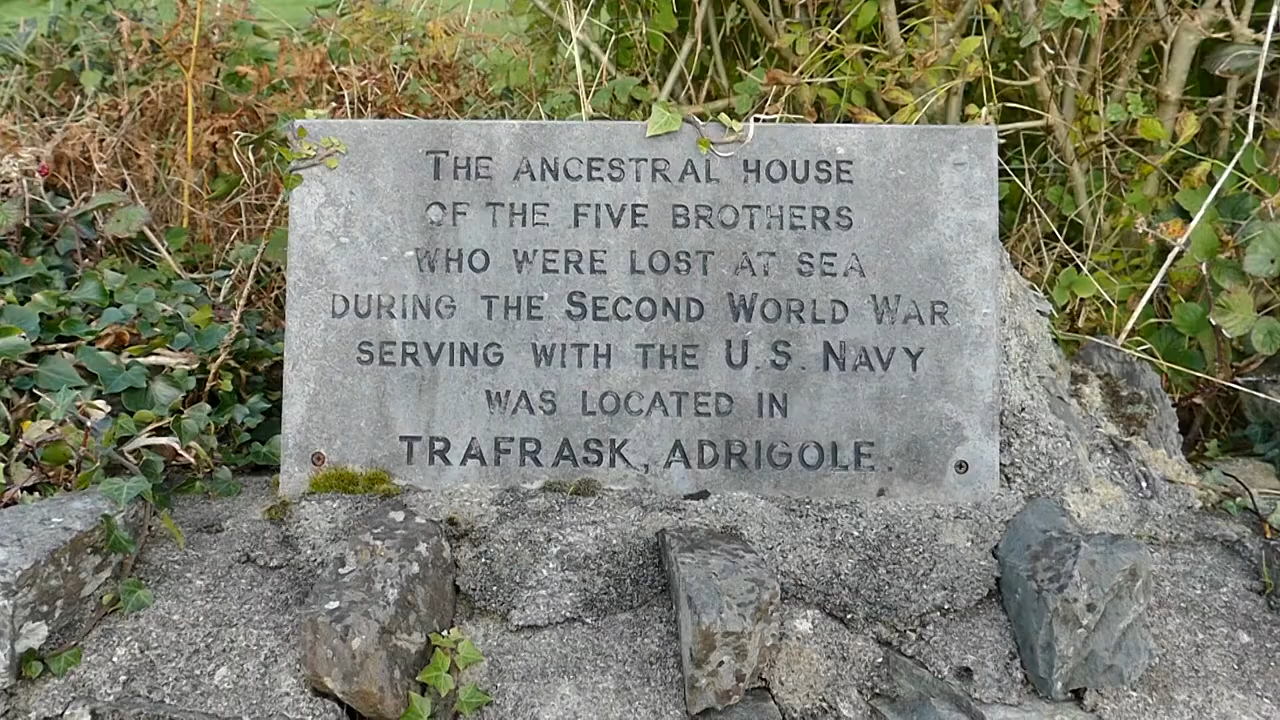 THE ANCESTRAL HOUSE
OF THE FIVE BROTHERS
WHO WERE LOST AT SEA
DURING THE SECOND WORLD WAR
SERVING WITH THE U.S. NAVY
WAS LOCATED IN
TRAFRASK, ADRIGOLE.